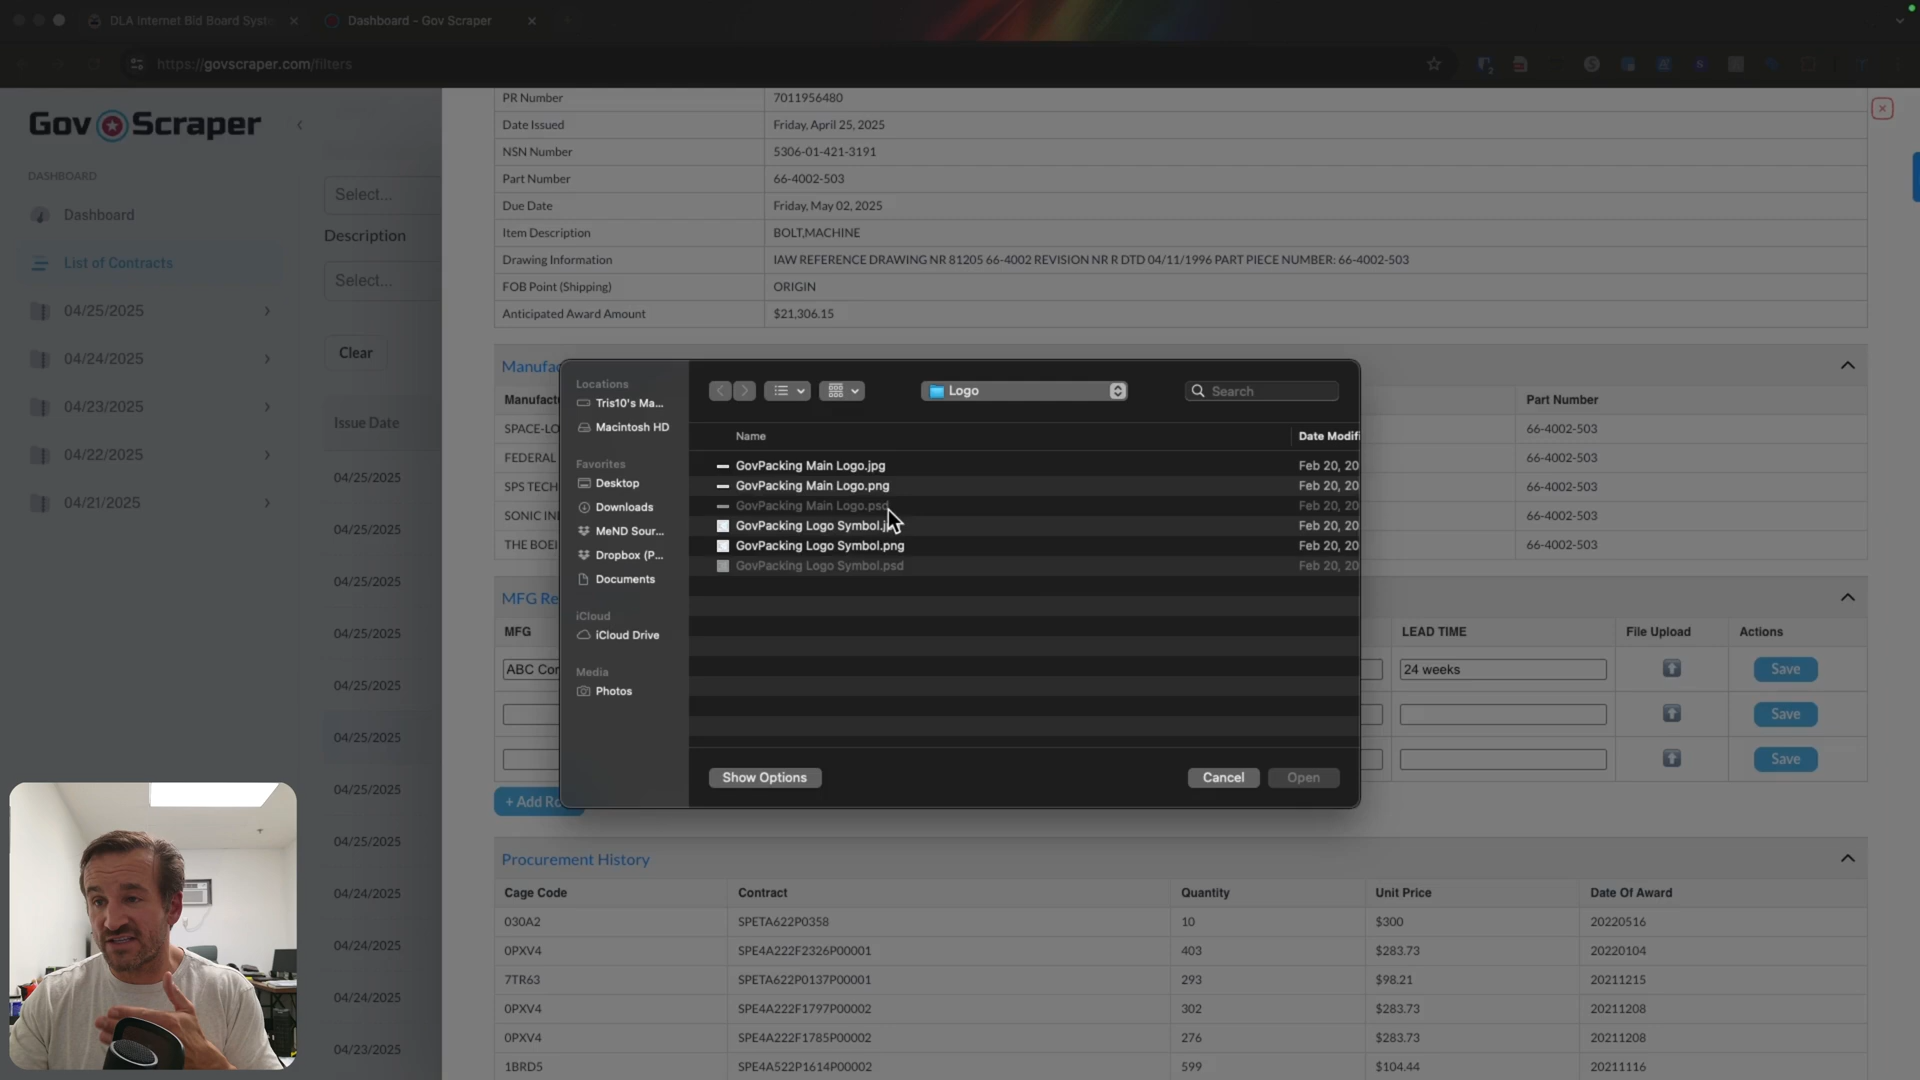 DLA Internet Bid Board Syste
Dashboard - Gov Scraper
https://govscraper.com/filters
Gov Scraper
DASHBOARD
Dashboard
List of Contracts
04/25/2025
04/24/2025
04/23/2025
04/22/2025
04/21/2025
Select...
Description
Select...
Clear
Issue Date
04/25/2025
04/25/2025
04/25/2025
04/25/2025
04/25/2025
04/25/2025
04/25/2025
04/25/2025
04/24/2025
04/24/2025
04/24/2025
04/23/2025
PR Number 7011956480
Date Issued Friday, April 25, 2025
NSN Number 5306-01-421-3191
Part Number 66-4002-503
Due Date Friday, May 02, 2025
Item Description BOLT,MACHINE
Drawing Information IAW REFERENCE DRAWING NR 81205 66-4002 REVISION NR R DTD 04/11/1996 PART PIECE NUMBER: 66-4002-503
FOB Point (Shipping) ORIGIN
Anticipated Award Amount $21,306.15
Manufa
Manufactu Part Number
SPACE-LO 66-4002-503
FEDERAL 66-4002-503
SPS TECH 66-4002-503
SONIC IN 66-4002-503
THE BOEI 66-4002-503
Locations
Tris10's Ma...
Macintosh HD
Favorites
Desktop
Downloads
MeND Sour...
Dropbox (P...
Documents
iCloud
iCloud Drive
Media
Photos
Logo
Search
Name Date Modifi
GovPacking Main Logo.jpg Feb 20, 20
GovPacking Main Logo.png Feb 20, 20
GovPacking Main Logo.psd Feb 20, 20
GovPacking Logo Symbol.j Feb 20, 20
GovPacking Logo Symbol.png Feb 20, 20
GovPacking Logo Symbol.psd Feb 20, 20
Show Options Cancel Open
MFG Re
MFG LEAD TIME File Upload Actions
ABC Cor 24 weeks Save
Save
Save
+ Add Ro
Procurement History
Cage Code Contract Quantity Unit Price Date Of Award
030A2 SPETA622P0358 10 $300 20220516
0PXV4 SPE4A222F2326P00001 403 $283.73 20220104
7TR63 SPETA622P0137P00001 293 $98.21 20211215
0PXV4 SPE4A222F1797P00002 302 $283.73 20211208
0PXV4 SPE4A222F1785P00002 276 $283.73 20211208
1BRD5 SPE4A522P1614P00002 599 $104.44 20211116